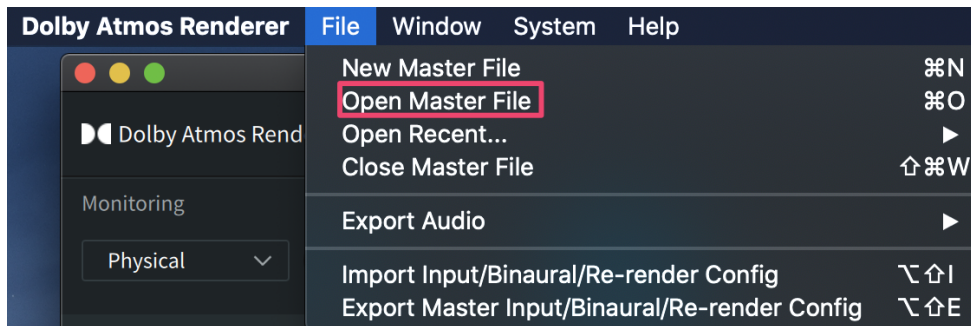 Dolby Atmos Renderer File Window System Help
New Master File ⌘N
Open Master File ⌘O
Dolby Atmos Rend
Open Recent... ▶
Close Master File ⇧⌘W
Monitoring
Export Audio ▶
Physical
Import Input/Binaural/Re-render Config ⌥⇧I
Export Master Input/Binaural/Re-render Config ⌥⇧E